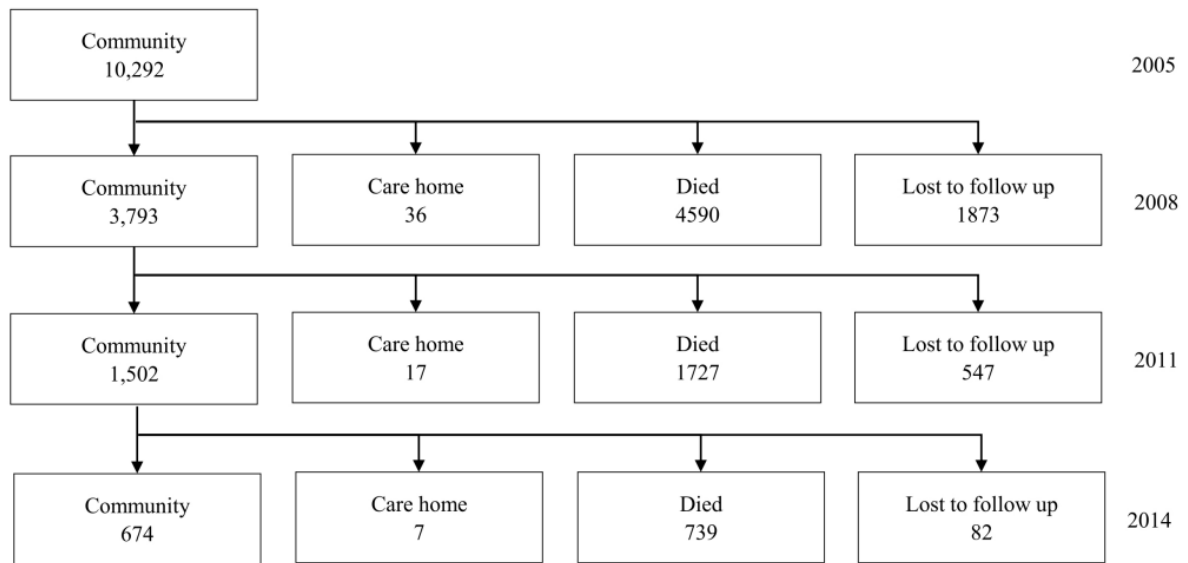 Community
10,292
2005
Community
3,793
Care home
36
Died
4590
Lost to follow up
1873
2008
Community
1,502
Care home
17
Died
1727
Lost to follow up
547
2011
Community
674
Care home
7
Died
739
Lost to follow up
82
2014